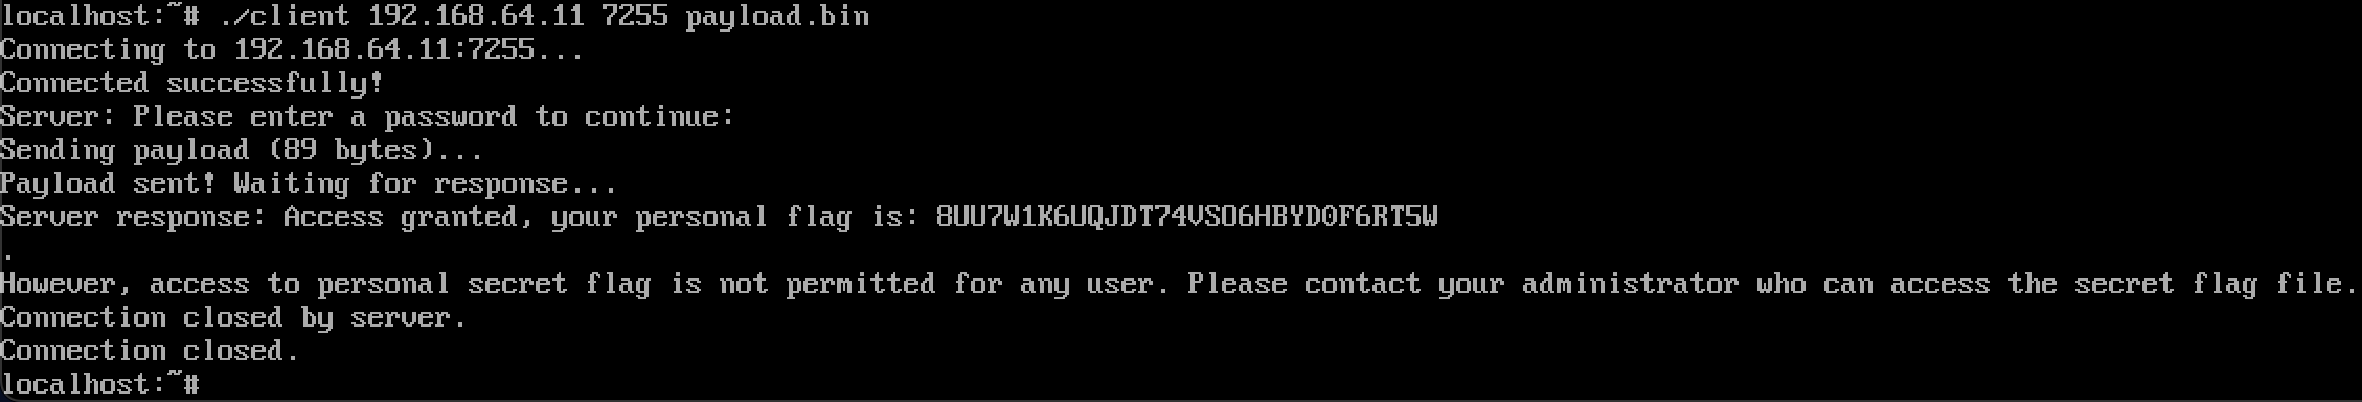 localhost:~# ./client 192.168.64.11 7255 payload.bin
Connecting to 192.168.64.11:7255...
Connected successfully!
Server: Please enter a password to continue:
Sending payload (89 bytes)...
Payload sent! Waiting for response...
Server response: Access granted, your personal flag is: 8UU7W1K6UQJDT74VSO6HBYD0F6RT5W
.
However, access to personal secret flag is not permitted for any user. Please contact your administrator who can access the secret flag file.
Connection closed by server.
Connection closed.
localhost:~#